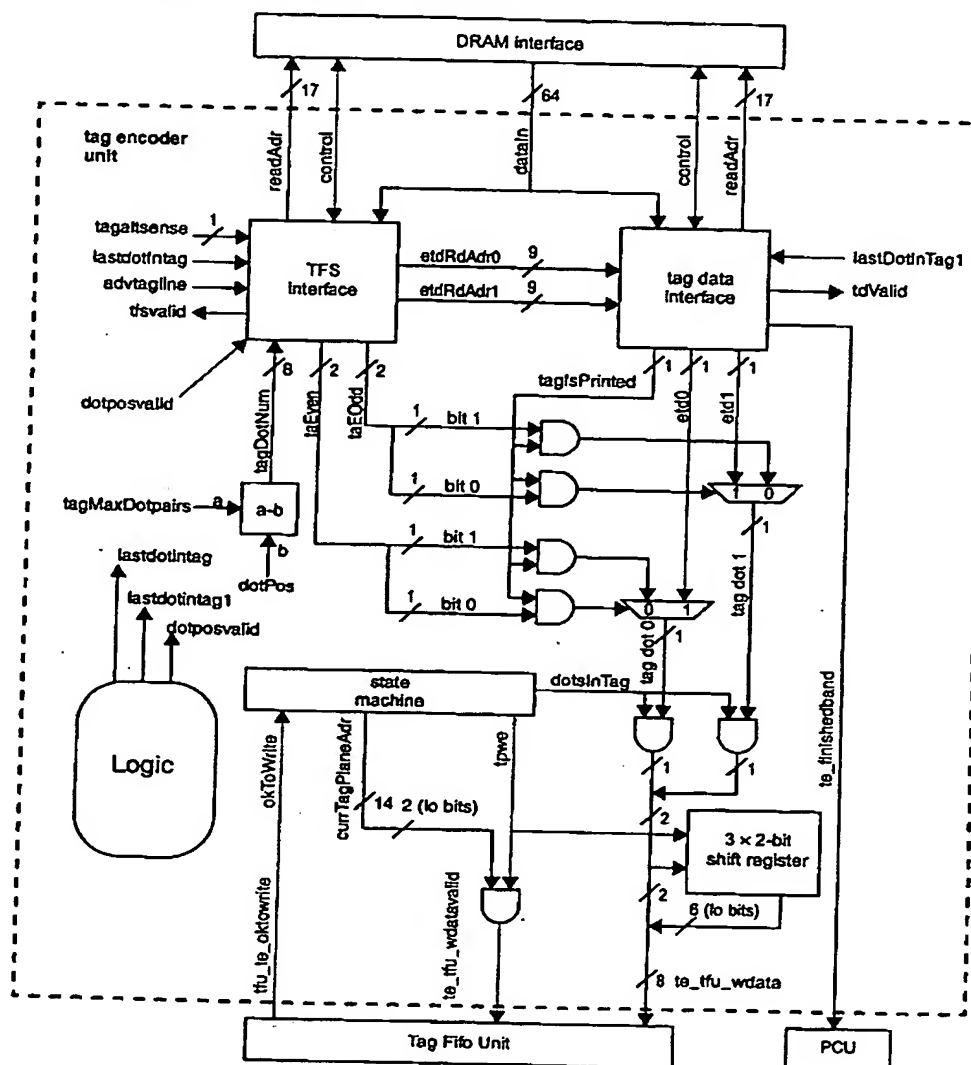 DRAM interface
17
64
17
tag encoder
unit
readAdr
control
dataIn
control
readAdr
tagaltsense
1
lastdotintag
advtagline
tfsvalid
dotposvalid
TFS
interface
etdRdAdr0
9
etdRdAdr1
9
tag data
interface
lastDotInTag1
tdValid
8
2
2
1
1
1
tagIsPrinted
tagDotNum
taEven
taEOdd
etd0
etd1
1
bit 1
1
bit 0
1
bit 1
1
bit 0
1
0
1
tagMaxDotpairs
a
a-b
b
dotPos
0
1
1
tag dot 0
tag dot 1
lastdotintag
lastdotintag1
dotposvalid
Logic
state
machine
dotsInTag
okToWrite
currTagPlaneAdr
14
2 (lo bits)
tpwe
1
1
2
3 × 2-bit
shift register
2
6 (lo bits)
te_finishedband
tfu_te_oktowrite
te_tfu_wdatavalid
8
te_tfu_wdata
Tag Fifo Unit
PCU